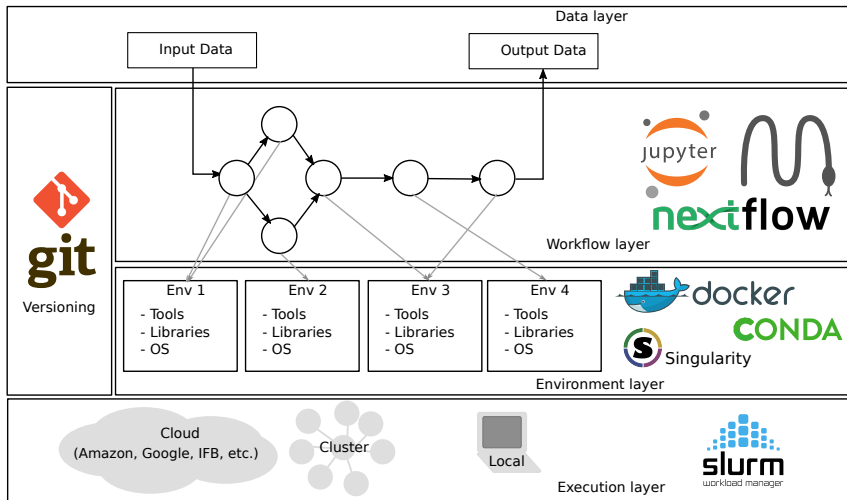 Data layer
Input Data
Output Data
jupyter
nextflow
Workflow layer
git
Versioning
Env 1
- Tools
- Libraries
- OS
Env 2
- Tools
- Libraries
- OS
Env 3
- Tools
- Libraries
- OS
Env 4
- Tools
- Libraries
- OS
docker
CONDA
S
Singularity
Environment layer
Cloud
(Amazon, Google, IFB, etc.)
Cluster
Local
slurm
workload manager
Execution layer